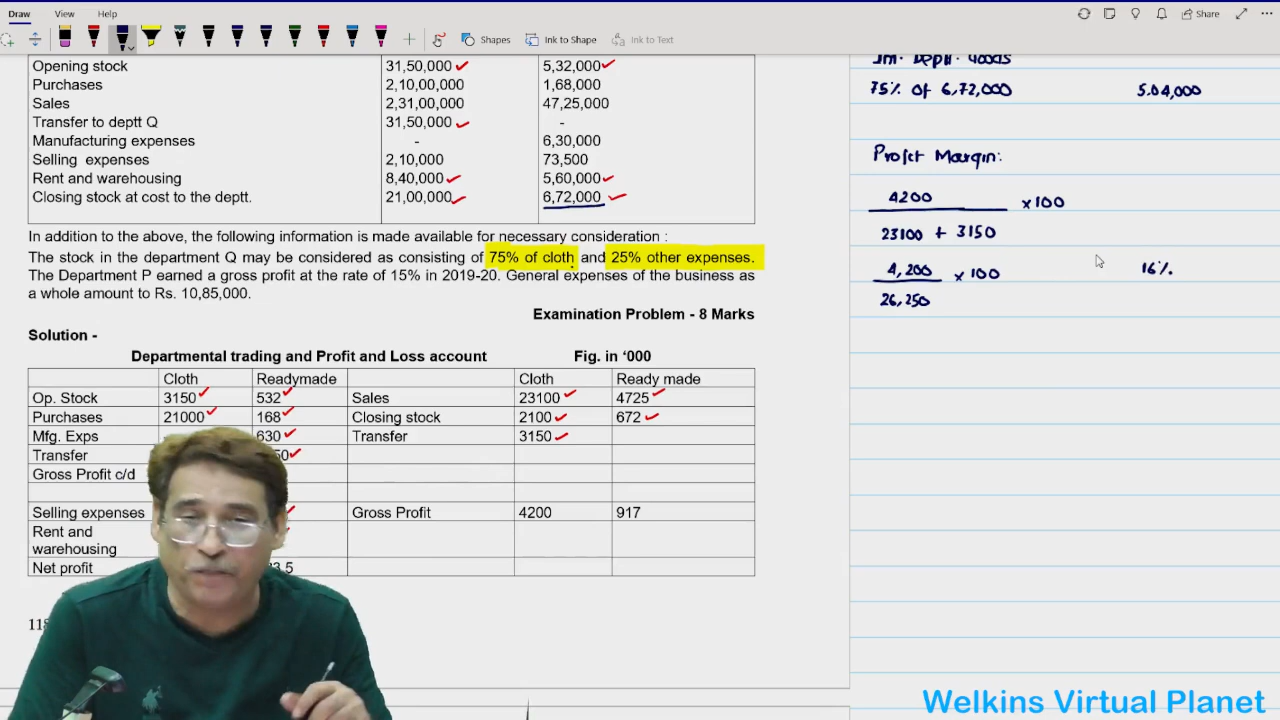 Draw View Help
Share
Shapes Ink to Shape Ink to Text
Opening stock 31,50,000 5,32,000
Purchases 2,10,00,000 1,68,000
Sales 2,31,00,000 47,25,000
Transfer to deptt Q 31,50,000 -
Manufacturing expenses - 6,30,000
Selling expenses 2,10,000 73,500
Rent and warehousing 8,40,000 5,60,000
Closing stock at cost to the deptt. 21,00,000 6,72,000
In addition to the above, the following information is made available for necessary consideration :
The stock in the department Q may be considered as consisting of 75% of cloth and 25% other expenses.
The Department P earned a gross profit at the rate of 15% in 2019-20. General expenses of the business as
a whole amount to Rs. 10,85,000.
Examination Problem - 8 Marks
Solution -
Departmental trading and Profit and Loss account Fig. in ‘000
Cloth Readymade Cloth Ready made
Op. Stock 3150 532 Sales 23100 4725
Purchases 21000 168 Closing stock 2100 672
Mfg. Exps 630 Transfer 3150
Transfer
Gross Profit c/d
Selling expenses Gross Profit 4200 917
Rent and
warehousing
Net profit
75% of 6,72,000 5,04,000
Profit Margin:
4200
× 100
23100 + 3150
4,200
× 100 16%
26,250
Welkins Virtual Planet